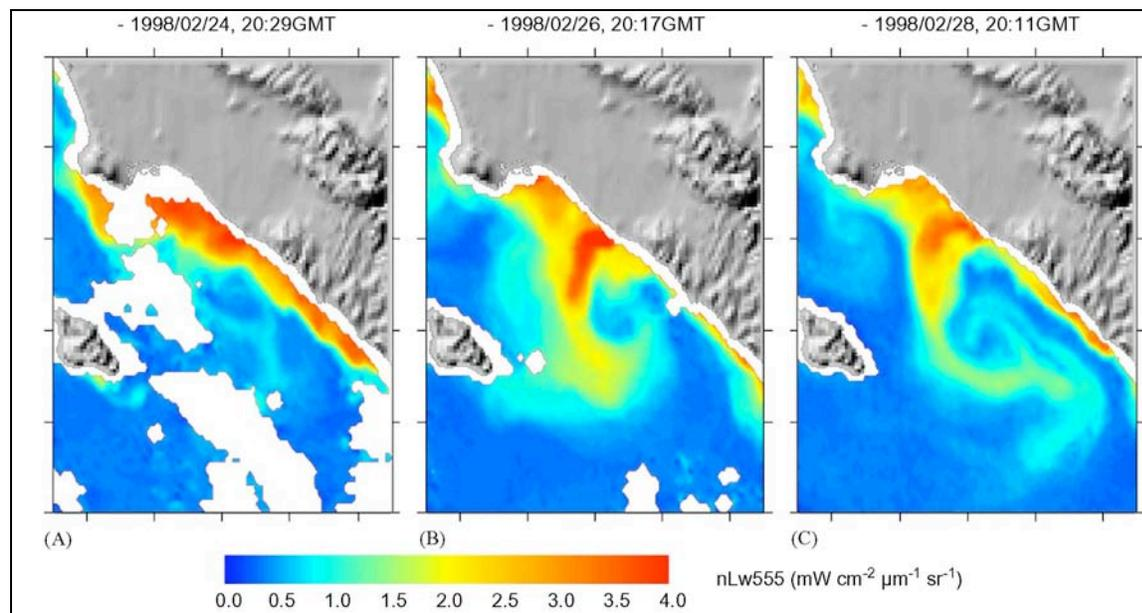 - 1998/02/24, 20:29GMT
- 1998/02/26, 20:17GMT
- 1998/02/28, 20:11GMT
(A)
(B)
(C)
0.0 0.5 1.0 1.5 2.0 2.5 3.0 3.5 4.0
nLw555 (mW cm⁻² µm⁻¹ sr⁻¹)